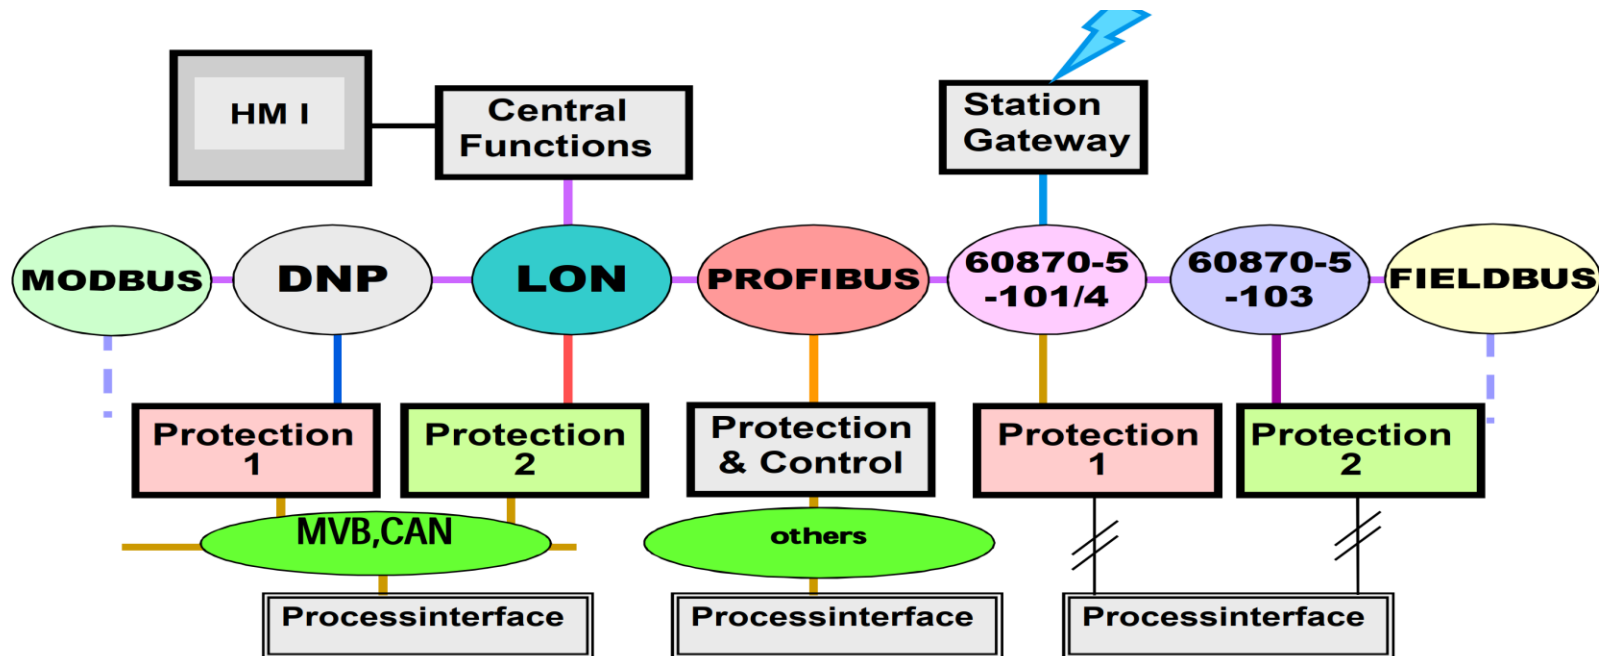 HM I
Central
Functions
Station
Gateway
MODBUS
DNP
LON
PROFIBUS
60870-5
-101/4
60870-5
-103
FIELDBUS
Protection
1
Protection
2
Protection
& Control
Protection
1
Protection
2
MVB,CAN
others
Processinterface
Processinterface
Processinterface